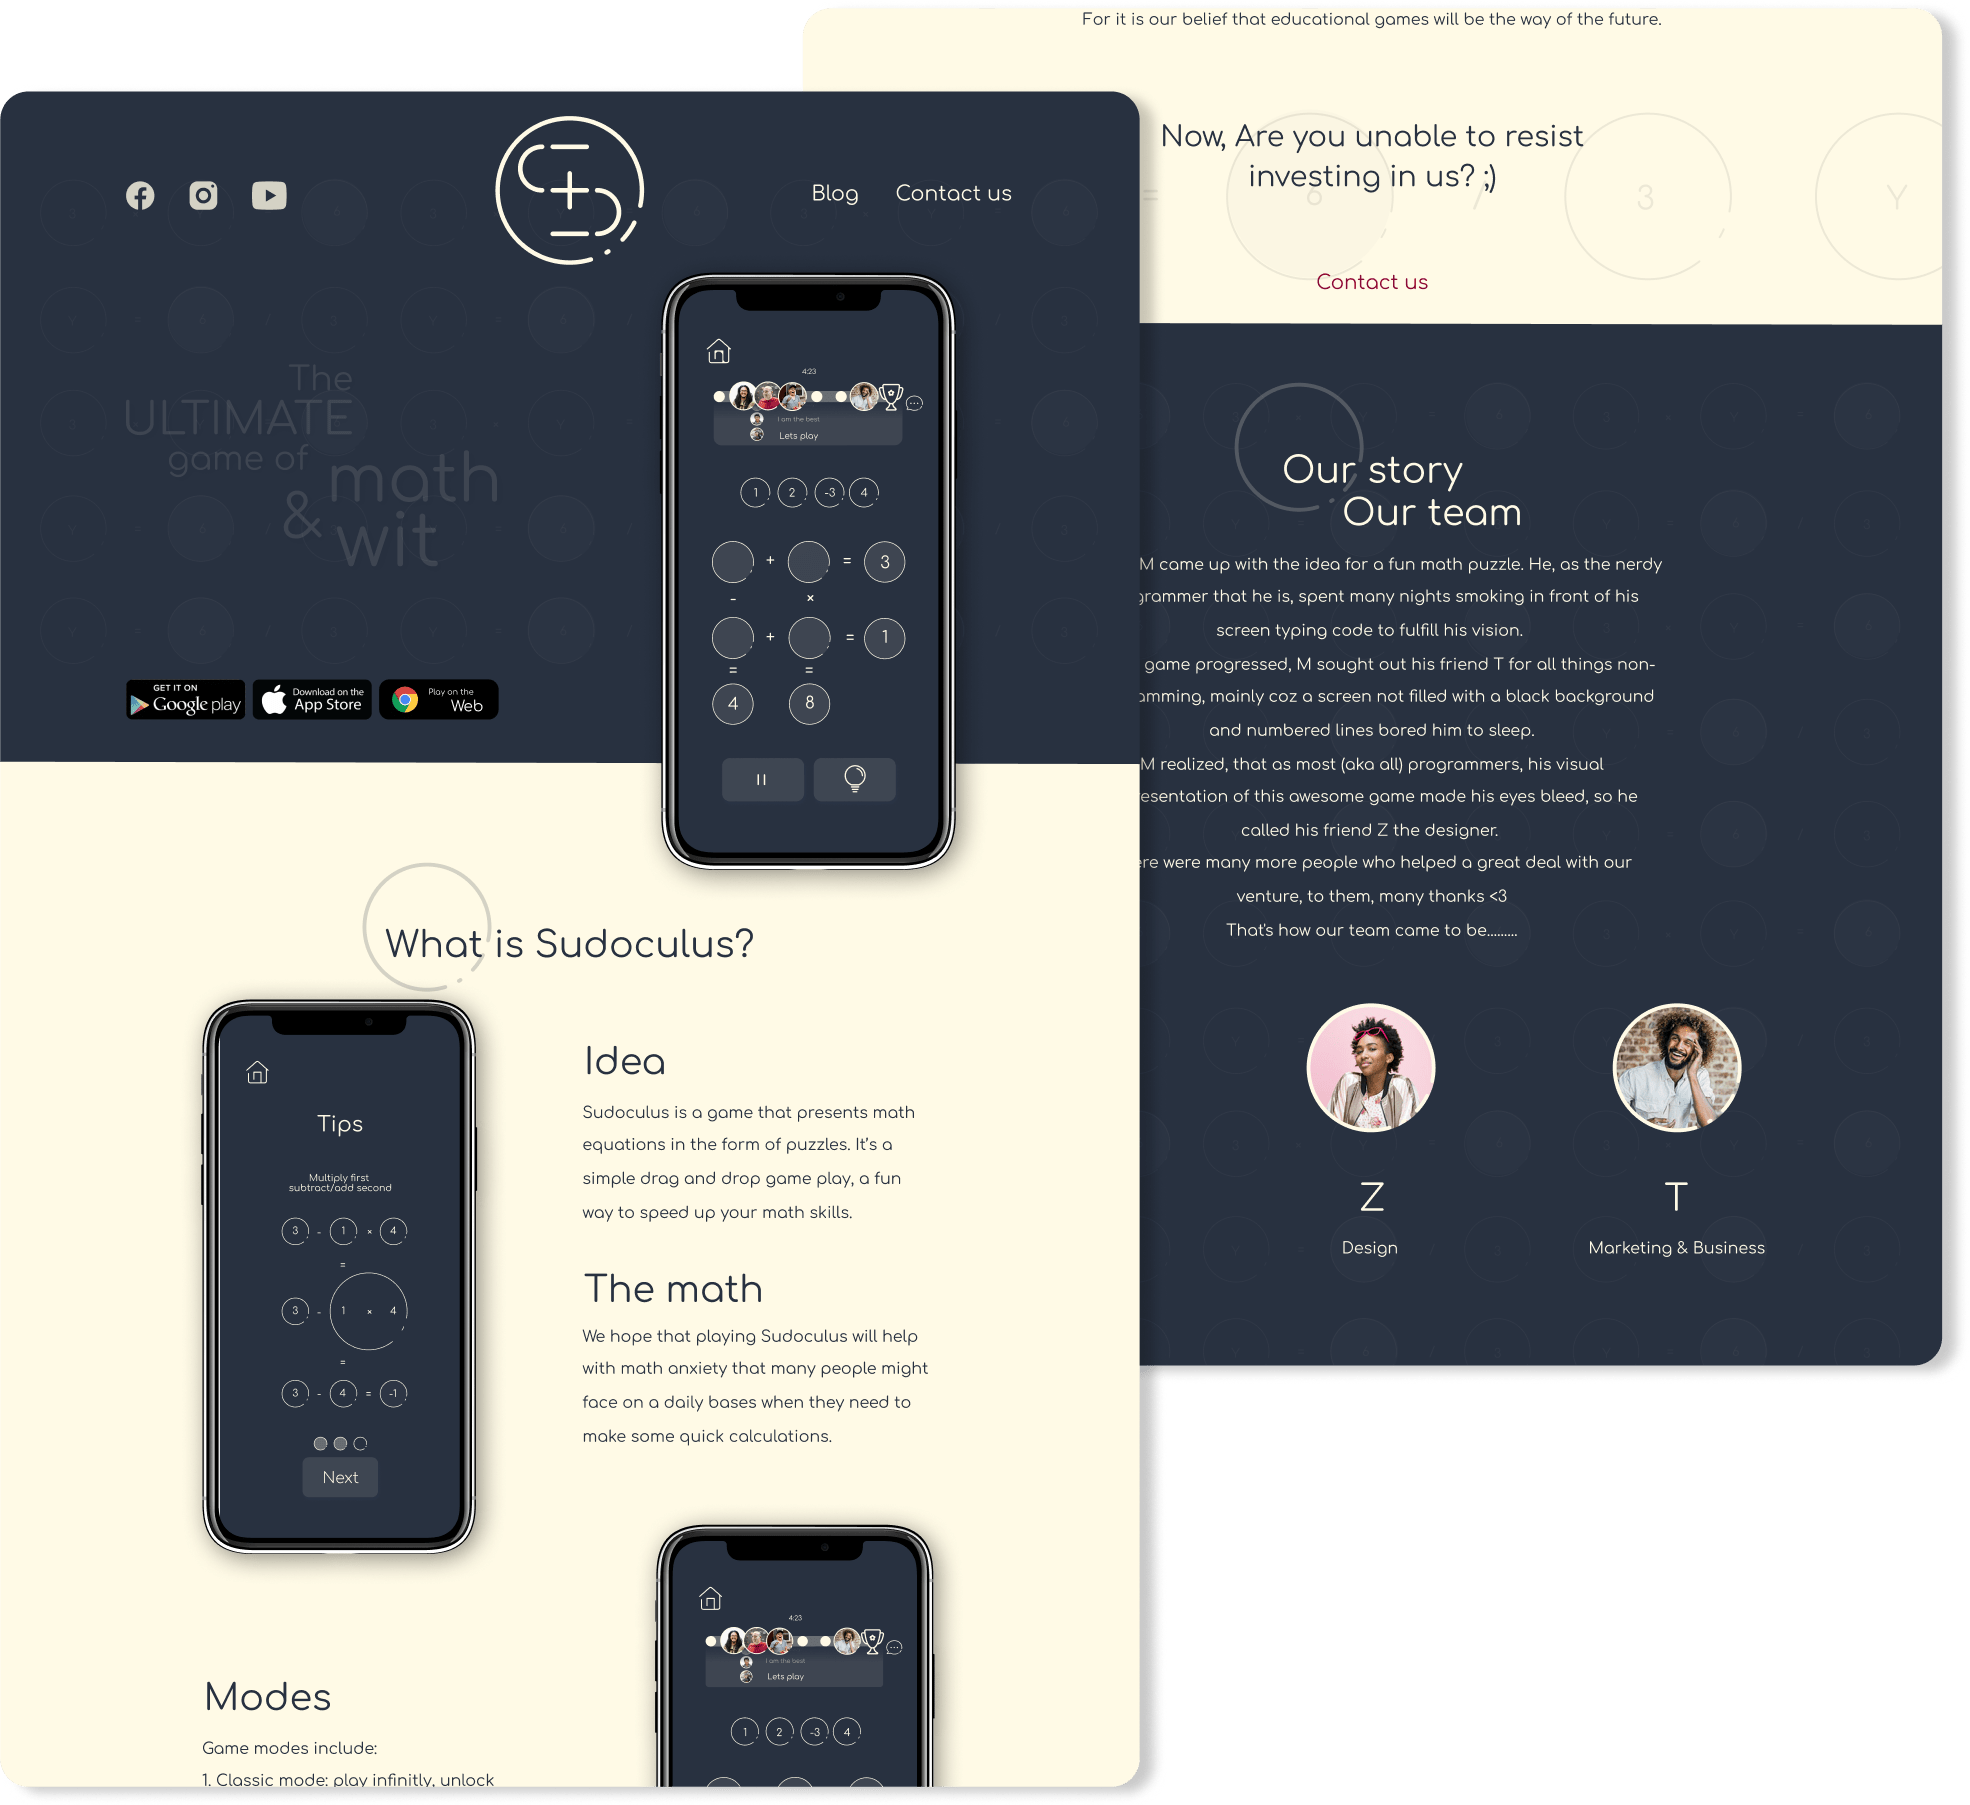 For it is our belief that educational games will be the way of the future.
Now, Are you unable to resist
investing in us? ;)
= 6 / 3 Y
Contact us
Blog Contact us
The
ULTIMATE
game of
math
& wit
GET IT ON
Google play
Download on the
App Store
Play on the
Web
4:23
I am the best
Lets play
1 2 -3 4
+ = 3
- ×
+ = 1
= =
4 8
What is Sudoculus?
Tips
Multiply first
subtract/add second
3 - 1 × 4
=
3 - 1 × 4
=
3 - 4 = -1
Next
Idea
Sudoculus is a game that presents math
equations in the form of puzzles. It's a
simple drag and drop game play, a fun
way to speed up your math skills.
The math
We hope that playing Sudoculus will help
with math anxiety that many people might
face on a daily bases when they need to
make some quick calculations.
Modes
Game modes include:
1. Classic mode: play infinitly, unlock
4:23
I am the best
Lets play
1 2 -3 4
Our story
Our team
M came up with the idea for a fun math puzzle. He, as the nerdy
grammer that he is, spent many nights smoking in front of his
screen typing code to fulfill his vision.
game progressed, M sought out his friend T for all things non-
amming, mainly coz a screen not filled with a black background
and numbered lines bored him to sleep.
M realized, that as most (aka all) programmers, his visual
esentation of this awesome game made his eyes bleed, so he
called his friend Z the designer.
ere were many more people who helped a great deal with our
venture, to them, many thanks <3
That's how our team came to be.........
Z
Design
T
Marketing & Business